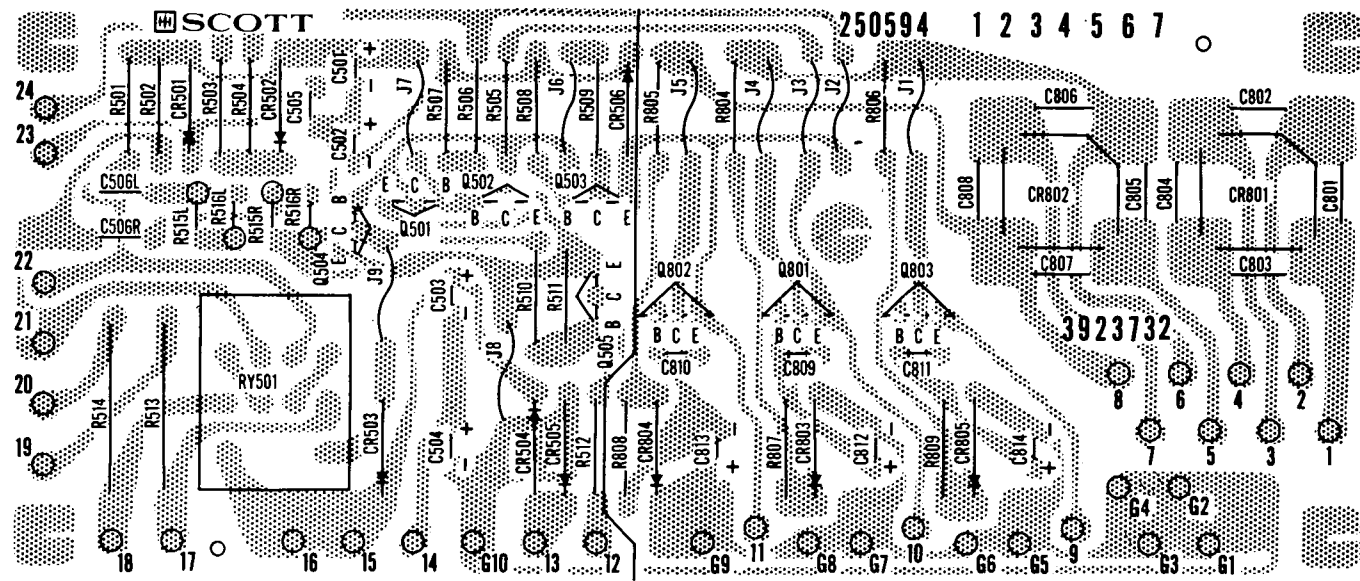 SCOTT
250594 1 2 3 4 5 6 7
R501 R502 CR501 R503 R504 CR502 C505 C501 + - C502 + - J7 R507 R506 R505 R508 J6 R509 CR506 R805 J5 R804 J4 J3 J2 R806 J1
C806 C802
24
23
C808 CR802 C805 C804 CR801 C801
C506L
R515L R516L R515R R516R
E C B Q502 Q503
Q501
B C E B C E
C506R
Q504 B C E
J9
C807 C803
22
C503 + -
R510 R511
Q505 E C B
Q802 Q801 Q803
21
J8
B C E B C E B C E
3923732
C810 C809 C811
RY501
20
8 6 4 2
R514 R513
CR503 C504 + - CR504 CR505 R512 R808 CR804 C813 - + R807 CR803 C812 - + R809 CR805 C814 - +
7 5 3 1
19
G4 G2
18 17 16 15 14 G10 13 12 G9 11 G8 G7 10 G6 G5 9 G3 G1